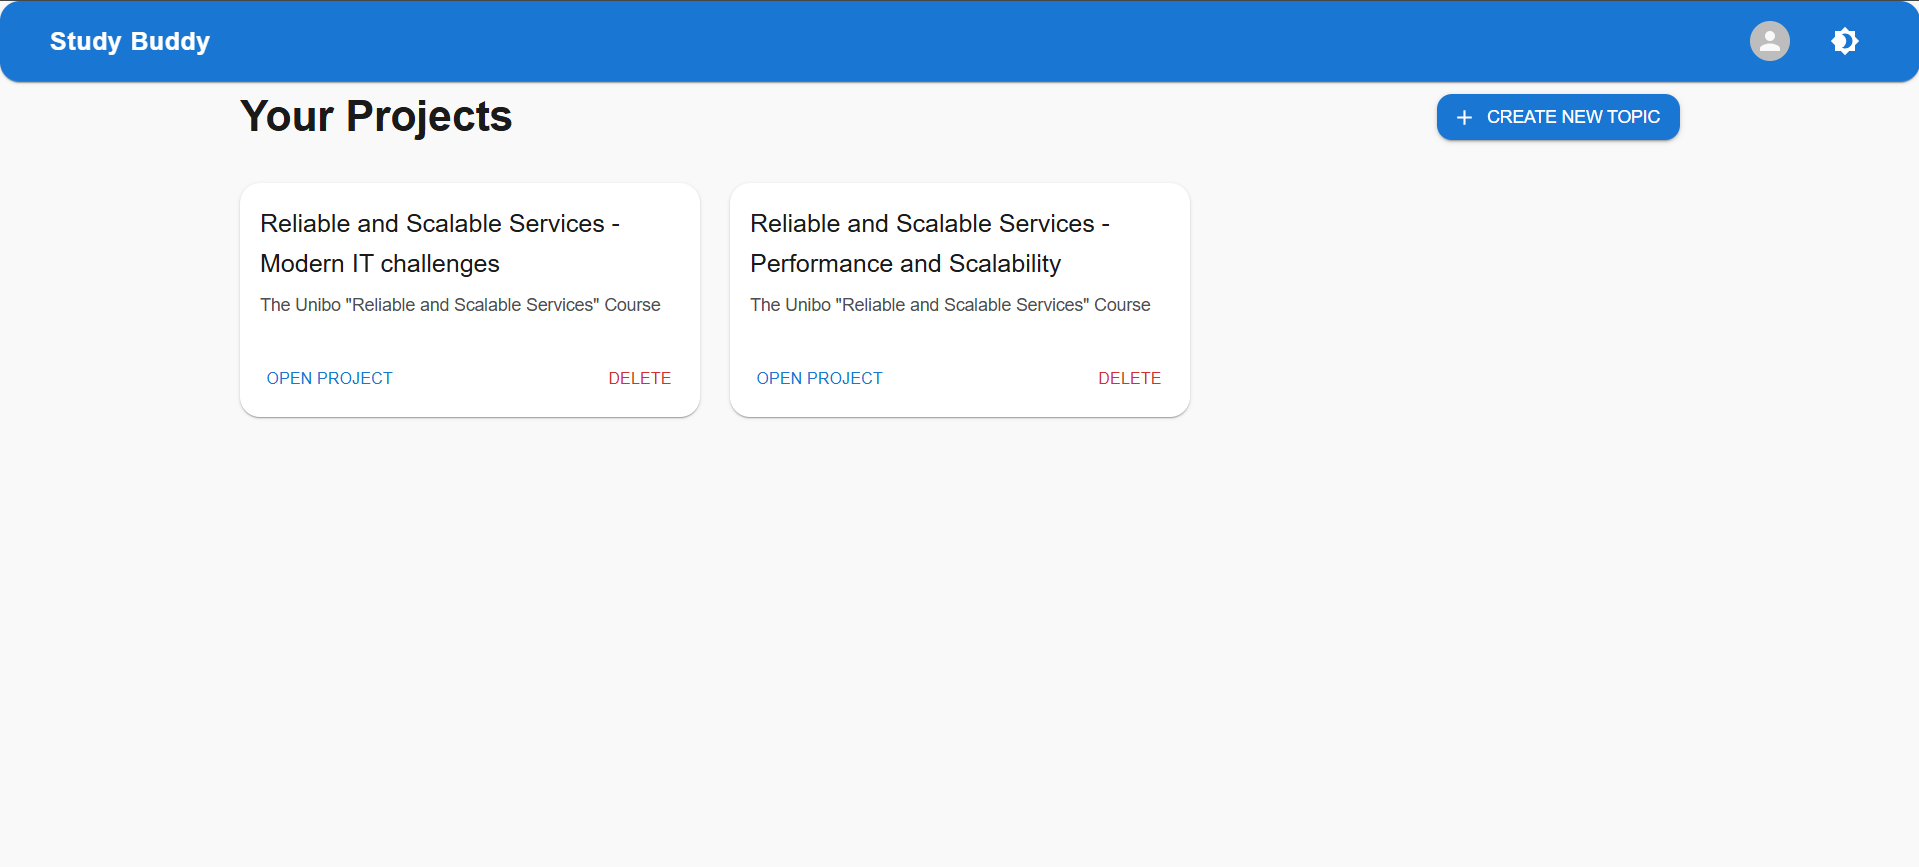 Study Buddy
Your Projects
CREATE NEW TOPIC
Reliable and Scalable Services -
Modern IT challenges
The Unibo "Reliable and Scalable Services" Course
OPEN PROJECT
DELETE
Reliable and Scalable Services -
Performance and Scalability
The Unibo "Reliable and Scalable Services" Course
OPEN PROJECT
DELETE